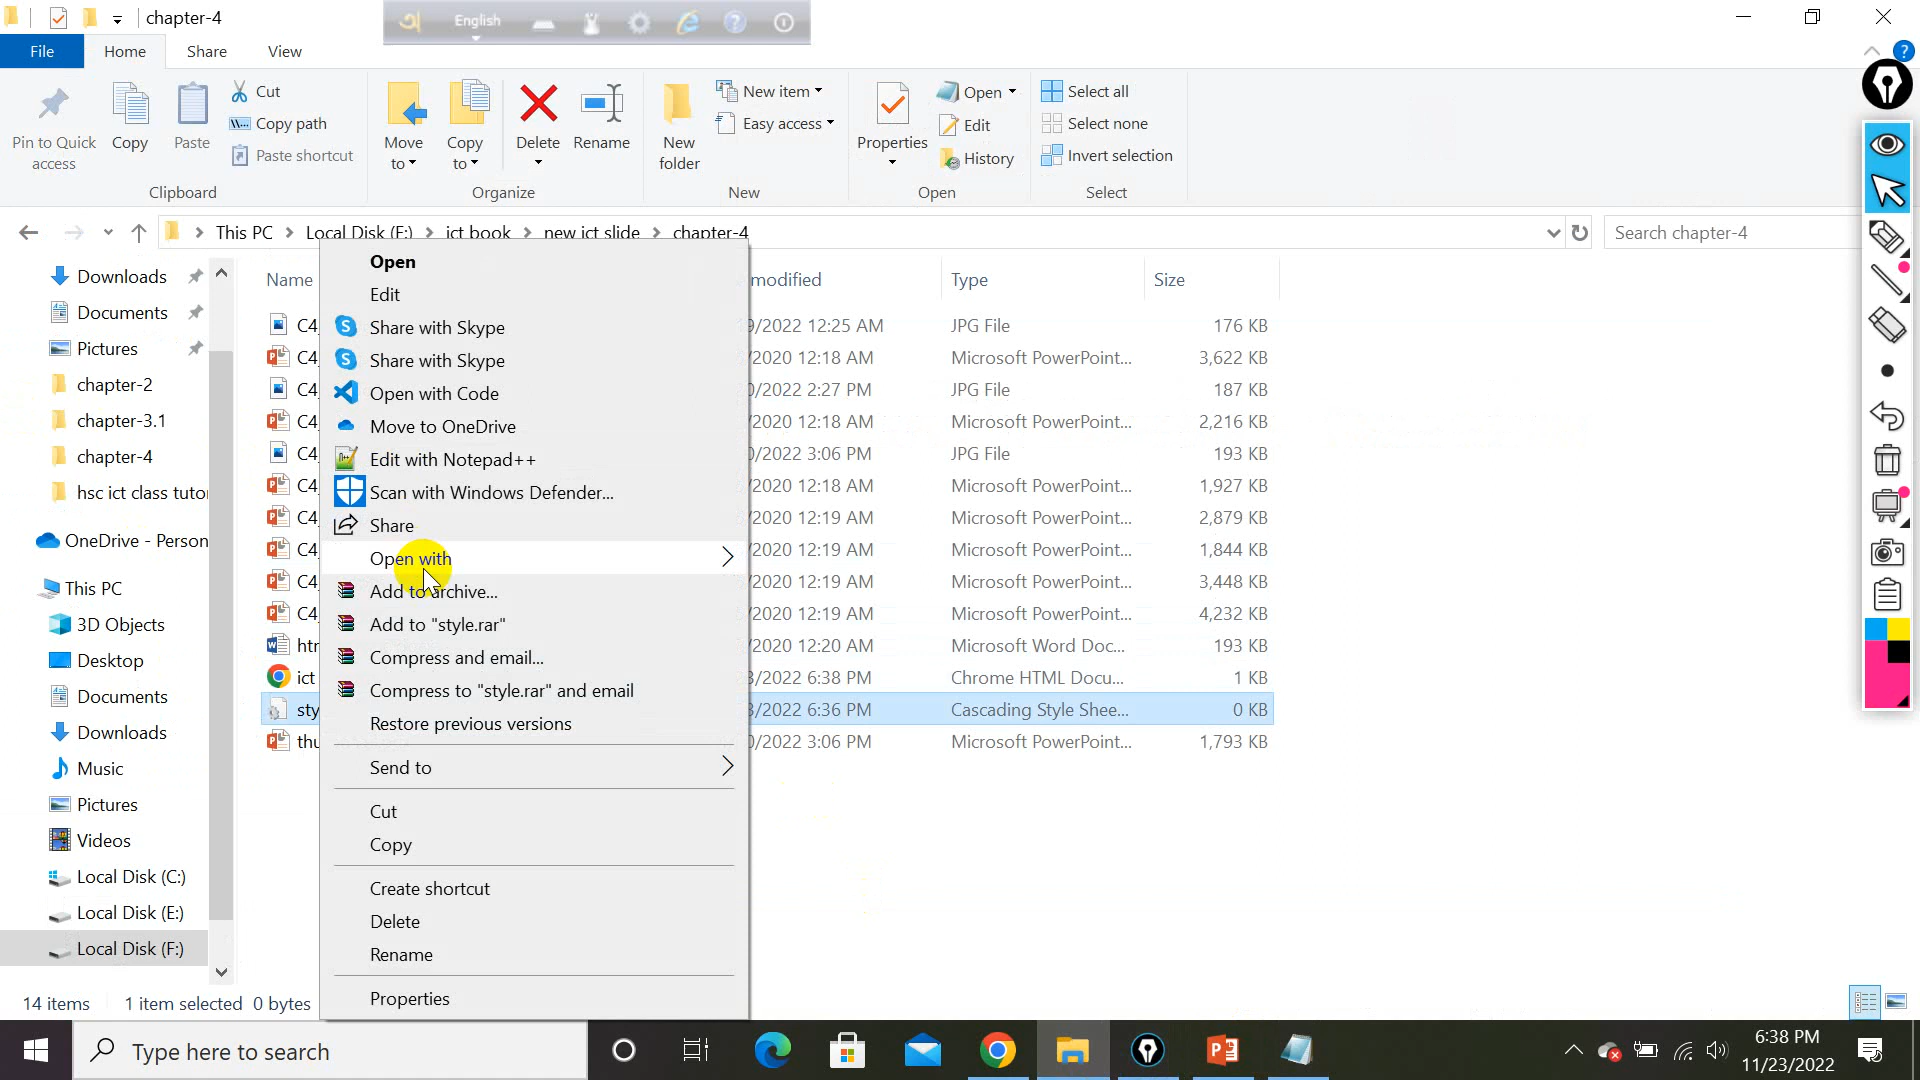 chapter-4
English
File
Home
Share
View
Pin to Quick access
Copy
Paste
Cut
Copy path
Paste shortcut
Clipboard
Move to
Copy to
Delete
Rename
Organize
New folder
New item
Easy access
New
Properties
Open
Edit
History
Open
Select all
Select none
Invert selection
Select
This PC > Local Disk (F:) > ict book > new ict slide > chapter-4
Search chapter-4
Downloads
Documents
Pictures
chapter-2
chapter-3.1
chapter-4
hsc ict class tutor
OneDrive - Person
This PC
3D Objects
Desktop
Documents
Downloads
Music
Pictures
Videos
Local Disk (C:)
Local Disk (E:)
Local Disk (F:)
Name modified Type Size
C4 9/2022 12:25 AM JPG File 176 KB
C4 /2020 12:18 AM Microsoft PowerPoint... 3,622 KB
C4 0/2022 2:27 PM JPG File 187 KB
C4 /2020 12:18 AM Microsoft PowerPoint... 2,216 KB
C4 0/2022 3:06 PM JPG File 193 KB
C4 /2020 12:18 AM Microsoft PowerPoint... 1,927 KB
C4 /2020 12:19 AM Microsoft PowerPoint... 2,879 KB
C4 /2020 12:19 AM Microsoft PowerPoint... 1,844 KB
C4 /2020 12:19 AM Microsoft PowerPoint... 3,448 KB
C4 /2020 12:19 AM Microsoft PowerPoint... 4,232 KB
htr /2020 12:20 AM Microsoft Word Doc... 193 KB
ict 3/2022 6:38 PM Chrome HTML Docu... 1 KB
sty 3/2022 6:36 PM Cascading Style Shee... 0 KB
thu 0/2022 3:06 PM Microsoft PowerPoint... 1,793 KB
Open
Edit
Share with Skype
Share with Skype
Open with Code
Move to OneDrive
Edit with Notepad++
Scan with Windows Defender...
Share
Open with
Add to archive...
Add to "style.rar"
Compress and email...
Compress to "style.rar" and email
Restore previous versions
Send to
Cut
Copy
Create shortcut
Delete
Rename
Properties
14 items 1 item selected 0 bytes
Type here to search
6:38 PM
11/23/2022